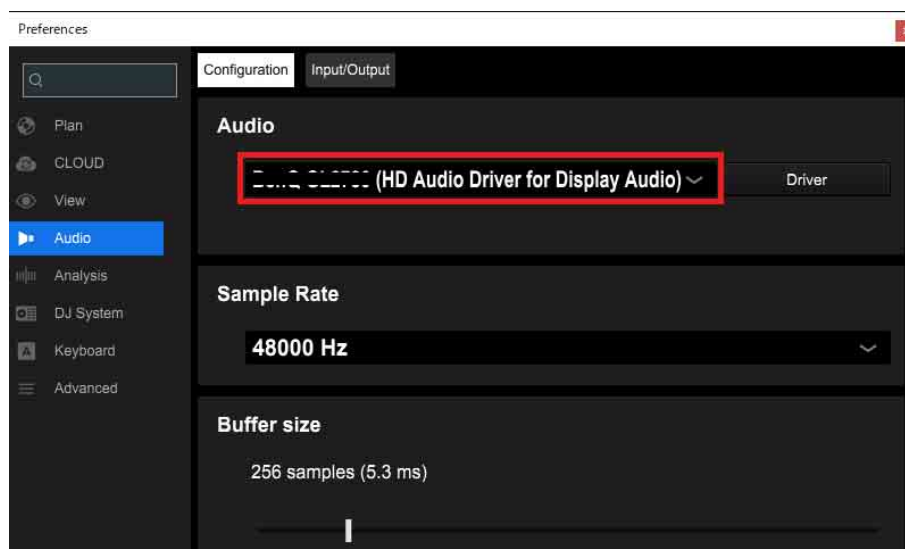 Preferences
Configuration
Input/Output
Plan
CLOUD
View
Audio
Analysis
DJ System
Keyboard
Advanced
Audio
(HD Audio Driver for Display Audio)
Driver
Sample Rate
48000 Hz
Buffer size
256 samples (5.3 ms)